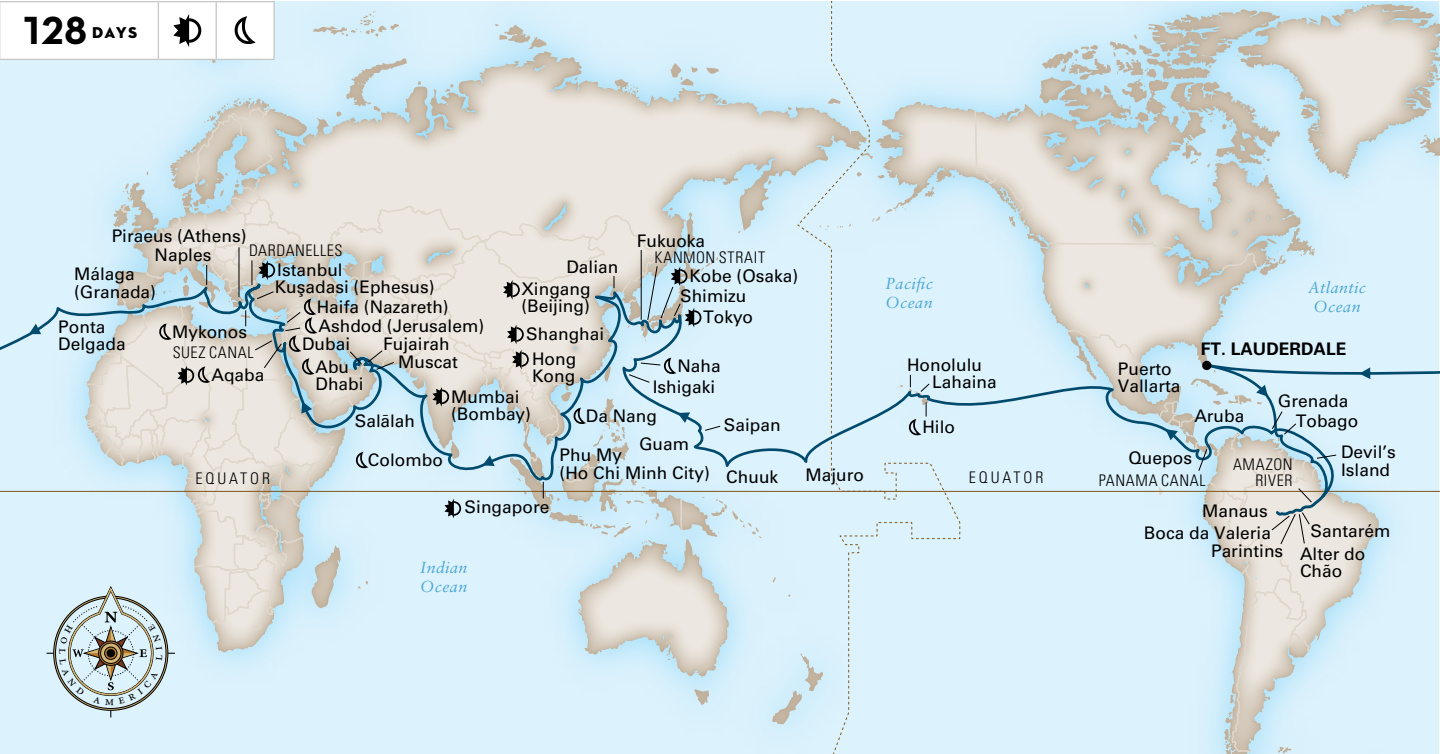 128 DAYS
Piraeus (Athens)
Naples
DARDANELLES
Istanbul
Málaga
(Granada)
Kuşadasi (Ephesus)
Haifa (Nazareth)
Ashdod (Jerusalem)
Ponta
Delgada
Mykonos
SUEZ CANAL
Dubai
Fujairah
Muscat
Abu
Dhabi
Aqaba
Salālah
Mumbai
(Bombay)
Colombo
EQUATOR
Singapore
Phu My
(Ho Chi Minh City)
Da Nang
Hong
Kong
Shanghai
Xingang
(Beijing)
Dalian
Fukuoka
KANMON STRAIT
Kobe (Osaka)
Shimizu
Tokyo
Naha
Ishigaki
Saipan
Guam
Chuuk
Majuro
Honolulu
Lahaina
Hilo
Pacific
Ocean
EQUATOR
Puerto
Vallarta
Quepos
PANAMA CANAL
Aruba
FT. LAUDERDALE
Atlantic
Ocean
Grenada
Tobago
Devil's
Island
AMAZON
RIVER
Manaus
Boca da Valeria
Parintins
Santarém
Alter do
Chão
Indian
Ocean
N
W
E
S
HOLLAND AMERICA LINE